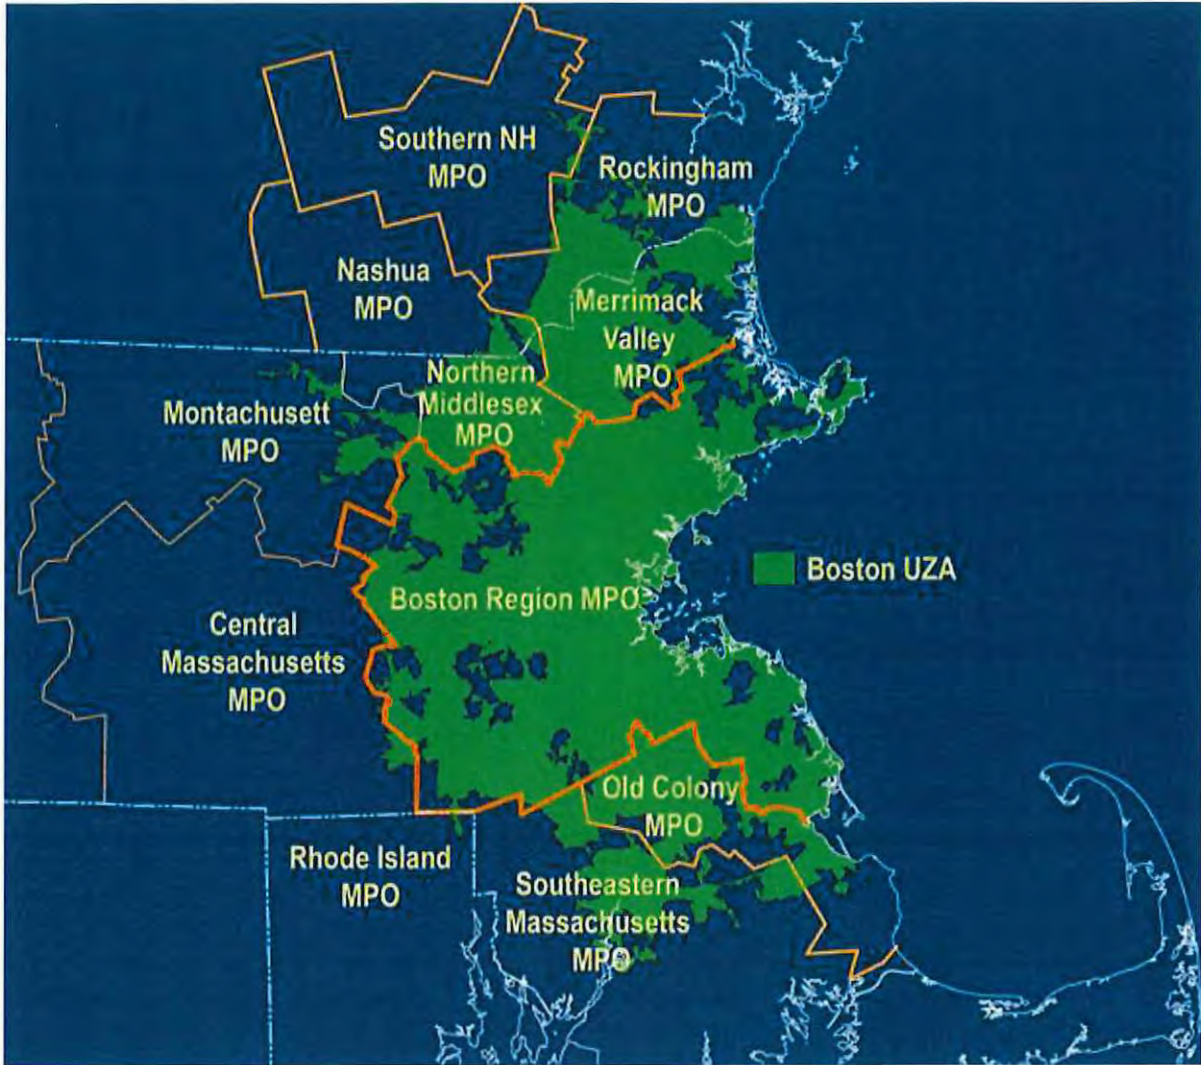 Southern NH
MPO
Rockingham
MPO
Nashua
MPO
Merrimack
Valley
MPO
Northern
Middlesex
MPO
Montachusett
MPO
Boston UZA
Boston Region MPO
Central
Massachusetts
MPO
Old Colony
MPO
Rhode Island
MPO
Southeastern
Massachusetts
MPO